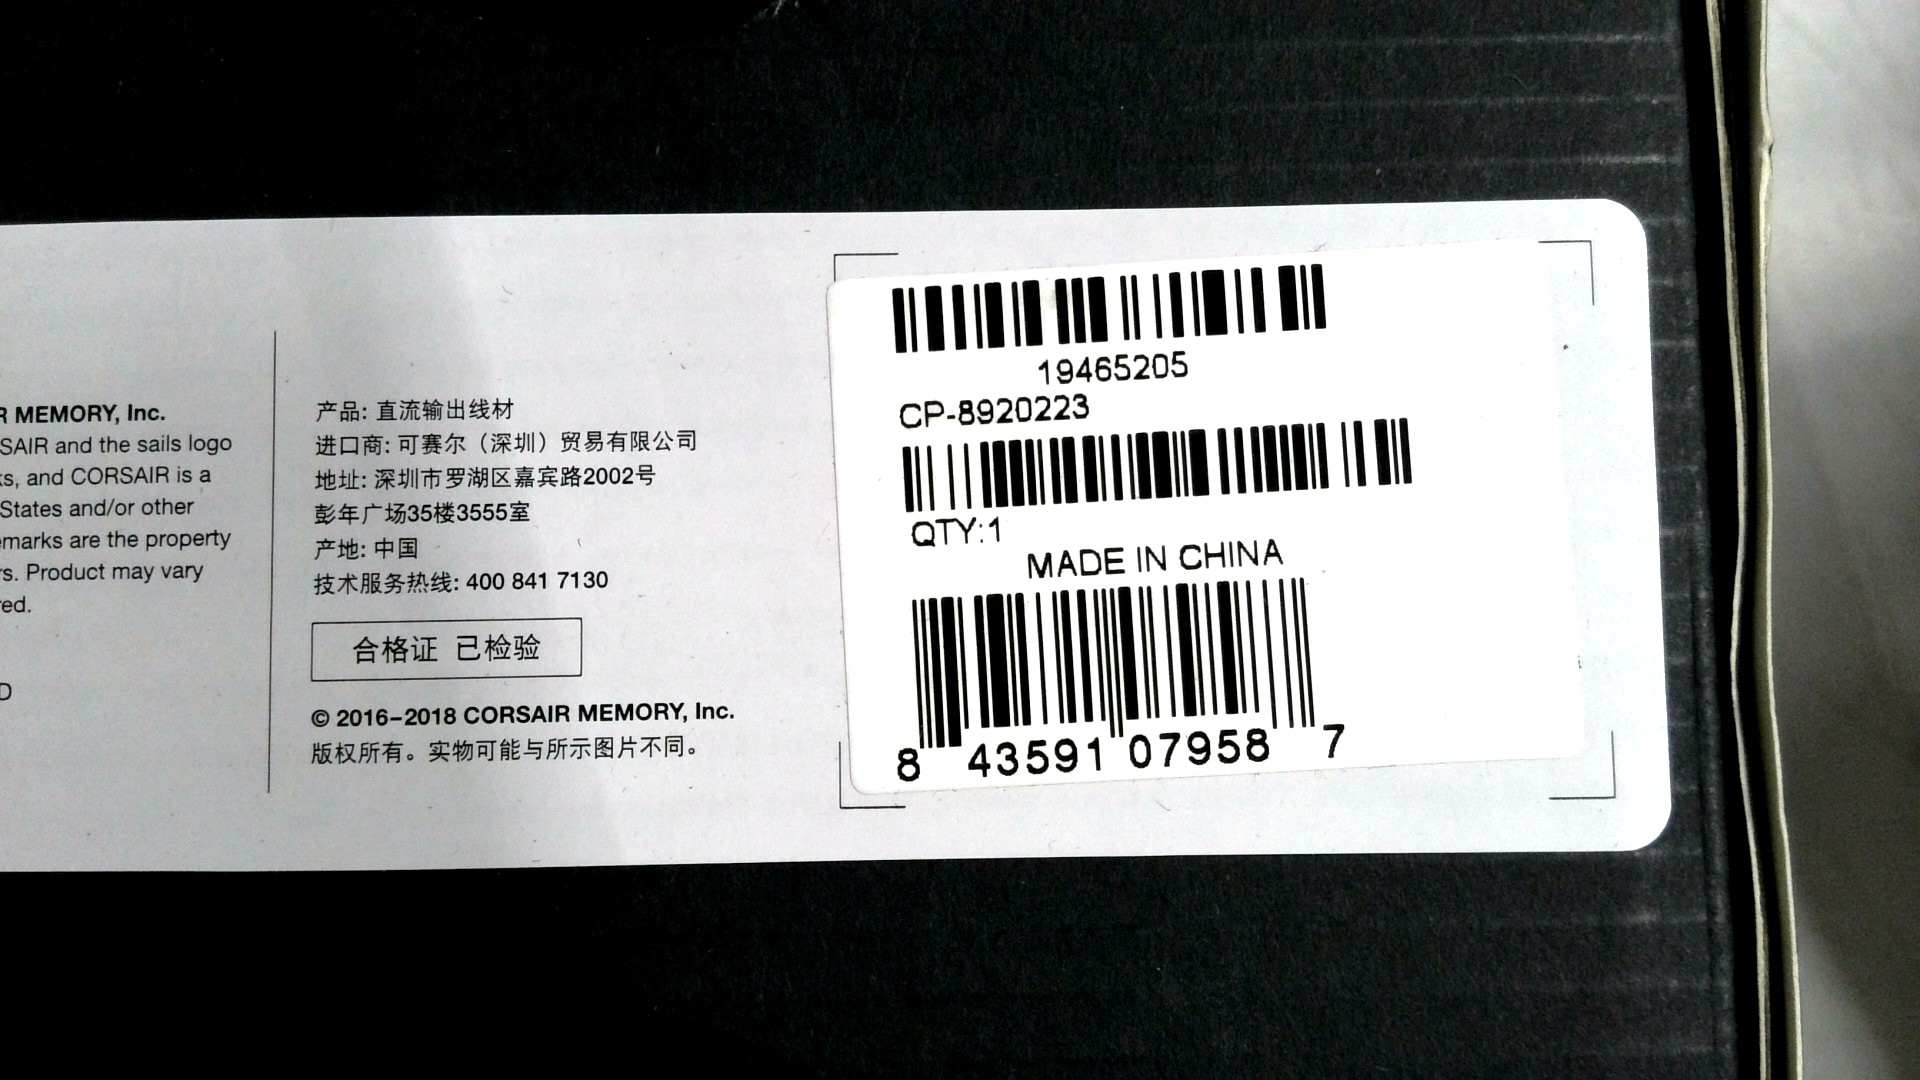 R MEMORY, Inc.
SAIR and the sails logo
ks, and CORSAIR is a
States and/or other
emarks are the property
rs. Product may vary
red.
D
产品: 直流输出线材
进口商: 可赛尔（深圳）贸易有限公司
地址: 深圳市罗湖区嘉宾路2002号
彭年广场35楼3555室
产地: 中国
技术服务热线: 400 841 7130
合格证 已检验
© 2016–2018 CORSAIR MEMORY, Inc.
版权所有。实物可能与所示图片不同。
19465205
CP-8920223
QTY:1
MADE IN CHINA
8 43591 07958 7